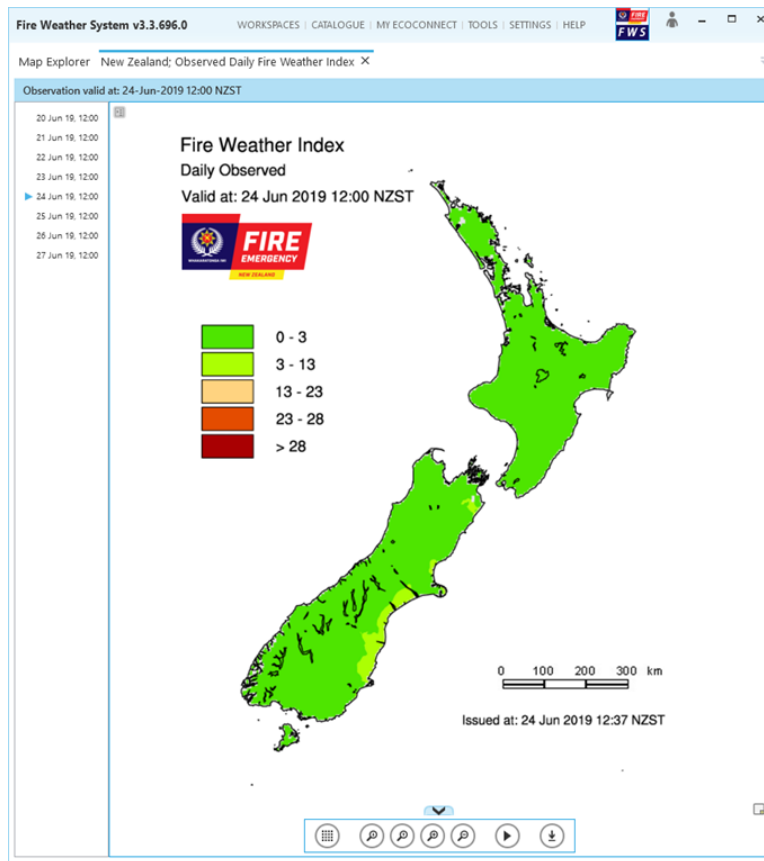 Fire Weather System v3.3.696.0
WORKSPACES | CATALOGUE | MY ECOCONNECT | TOOLS | SETTINGS | HELP
FIRE
FWS
Map Explorer New Zealand; Observed Daily Fire Weather Index ✕
Observation valid at: 24-Jun-2019 12:00 NZST
20 Jun 19, 12:00
21 Jun 19, 12:00
22 Jun 19, 12:00
23 Jun 19, 12:00
24 Jun 19, 12:00
25 Jun 19, 12:00
26 Jun 19, 12:00
27 Jun 19, 12:00
Fire Weather Index
Daily Observed
Valid at: 24 Jun 2019 12:00 NZST
FIRE
EMERGENCY
NEW ZEALAND
0 - 3
3 - 13
13 - 23
23 - 28
> 28
0 100 200 300 km
Issued at: 24 Jun 2019 12:37 NZST